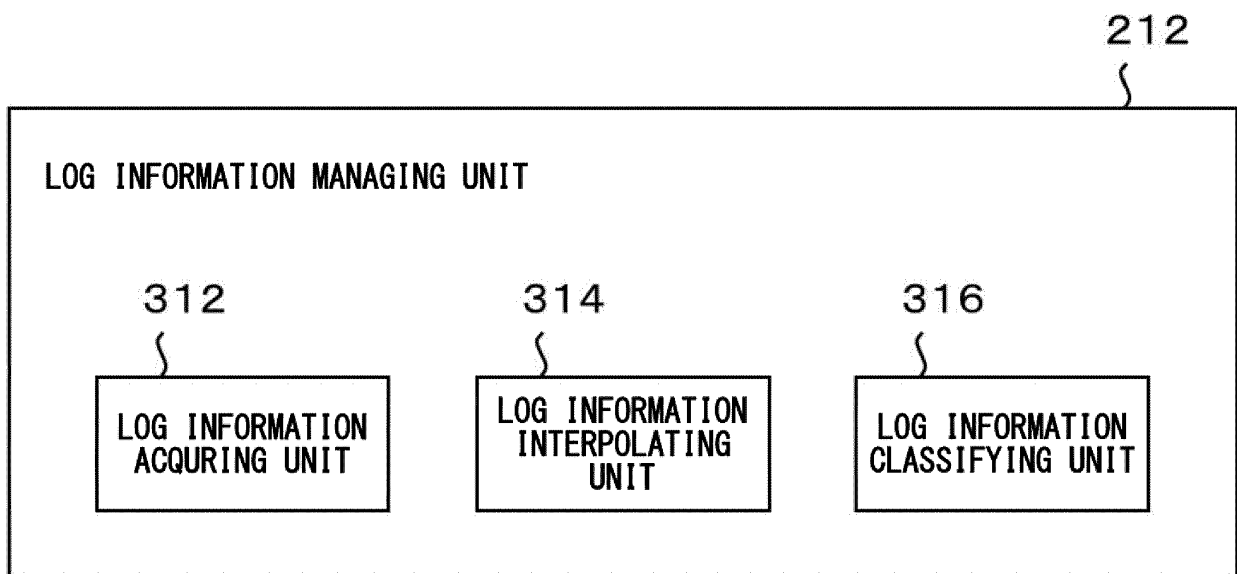 212
LOG INFORMATION MANAGING UNIT
312
LOG INFORMATION
ACQURING UNIT
314
LOG INFORMATION
INTERPOLATING
UNIT
316
LOG INFORMATION
CLASSIFYING UNIT